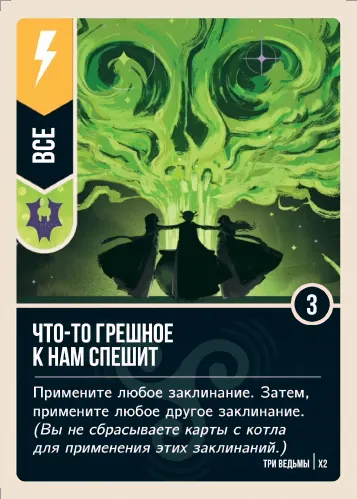 ВСЕ
3
ЧТО-ТО ГРЕШНОЕ
К НАМ СПЕШИТ
Примените любое заклинание. Затем,
примените любое другое заклинание.
(Вы не сбрасываете карты с котла
для применения этих заклинаний.)
ТРИ ВЕДЬМЫ | X2